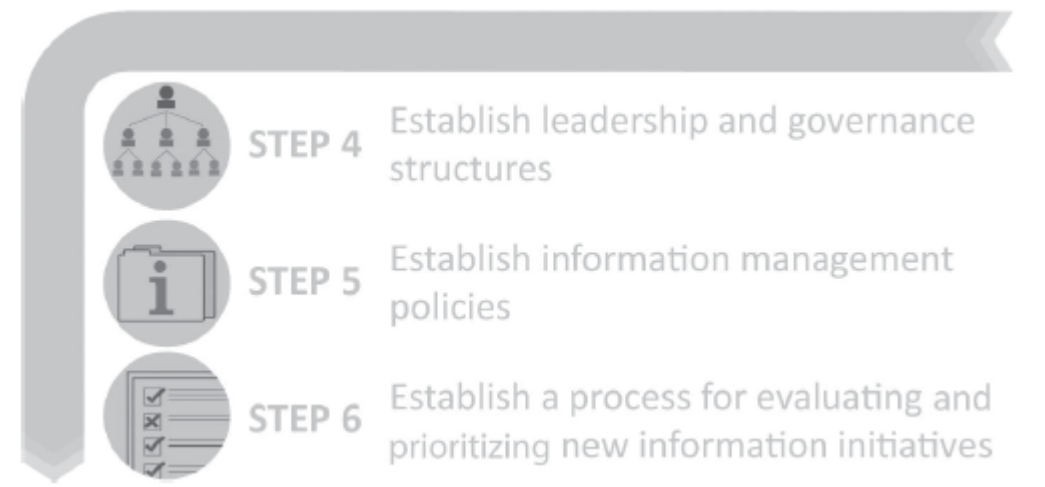 STEP 4
Establish leadership and governance
structures
STEP 5
Establish information management
policies
STEP 6
Establish a process for evaluating and
prioritizing new information initiatives